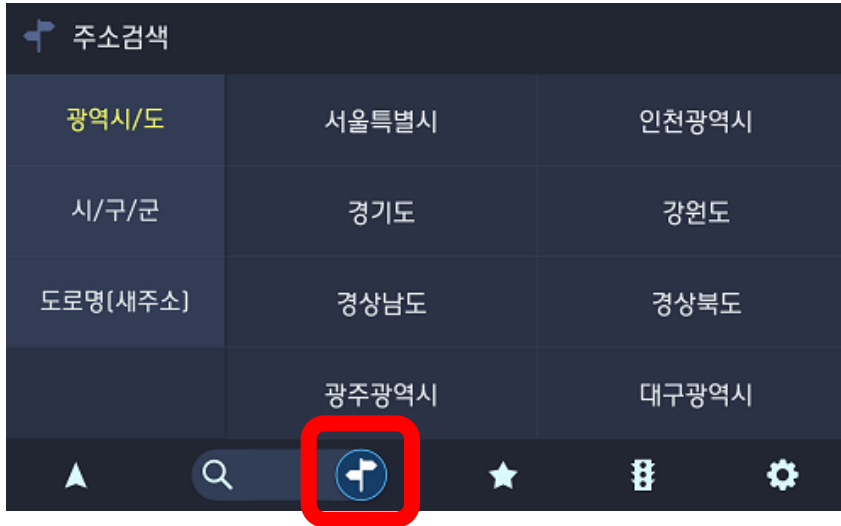 주소검색
광역시/도 서울특별시 인천광역시
시/구/군 경기도 강원도
도로명(새주소) 경상남도 경상북도
광주광역시 대구광역시